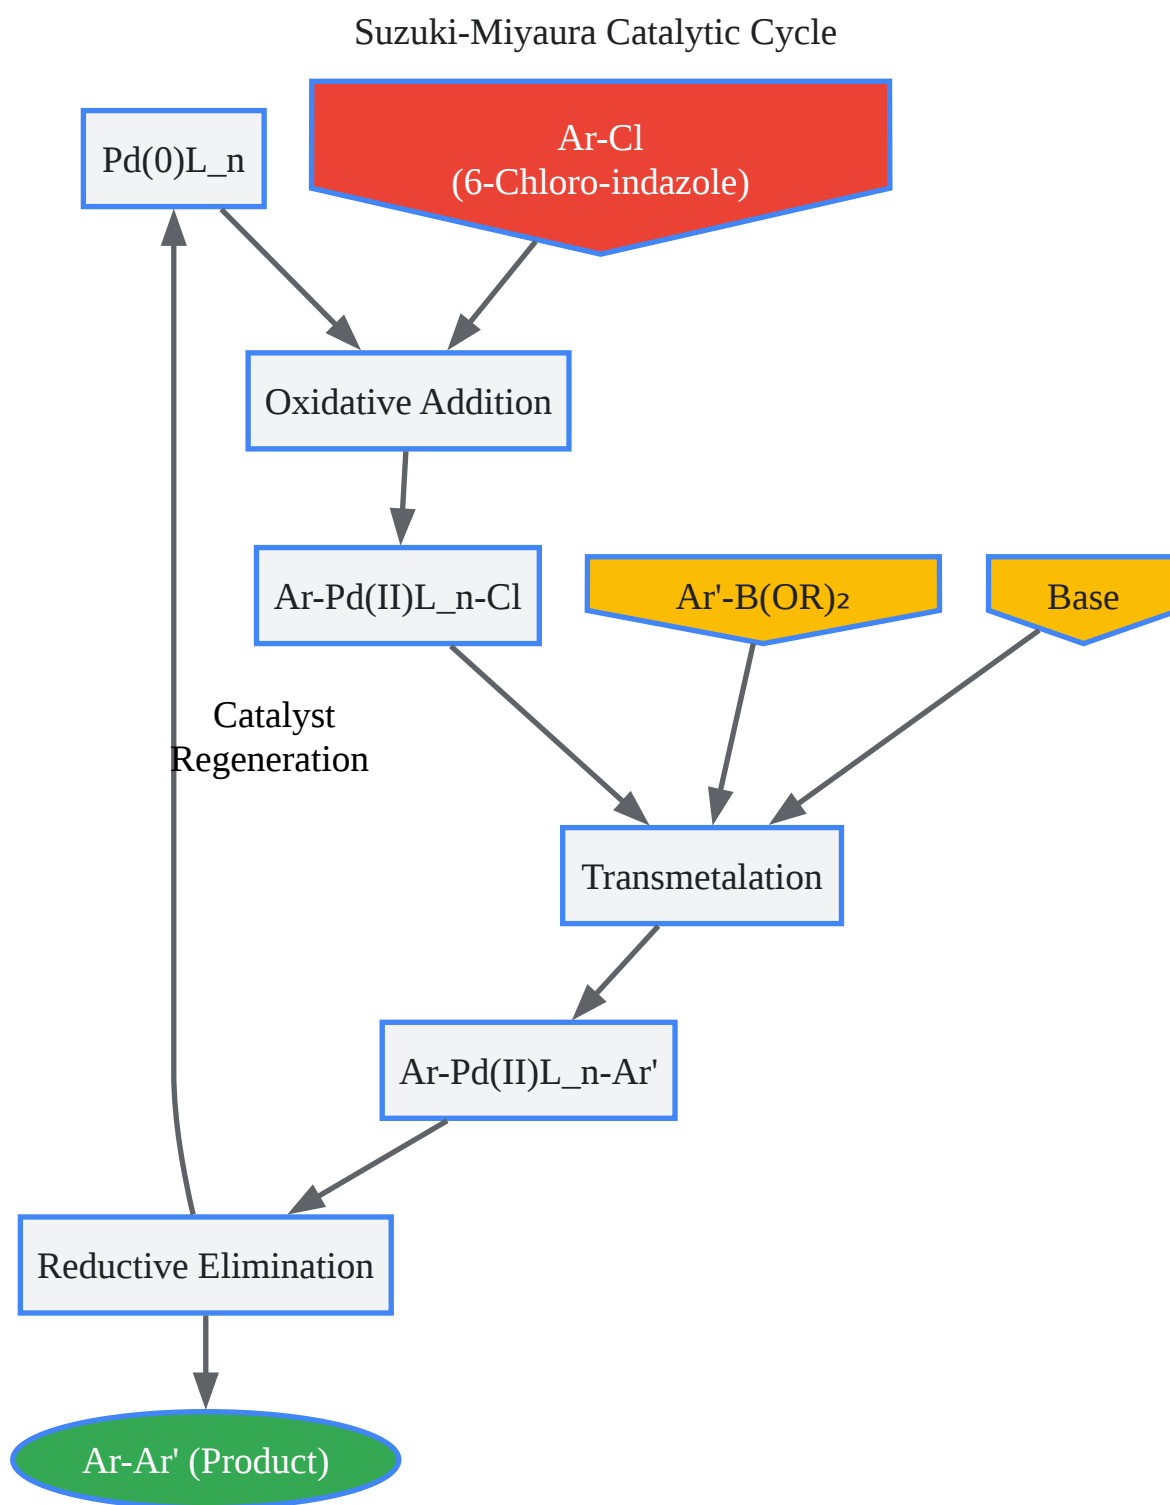 Suzuki-Miyaura Catalytic Cycle
Pd(0)L_n
Ar-Cl
(6-Chloro-indazole)
Oxidative Addition
Ar-Pd(II)L_n-Cl
Ar'-B(OR)₂
Base
Catalyst
Regeneration
Transmetalation
Ar-Pd(II)L_n-Ar'
Reductive Elimination
Ar-Ar' (Product)